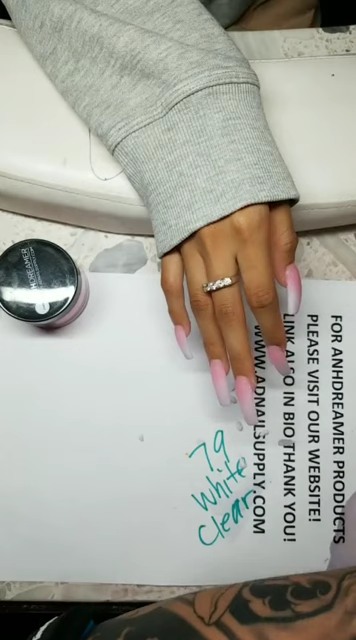 FOR ANHDREAMER PRODUCTS
PLEASE VISIT OUR WEBSITE!
LINK ALSO IN BIO THANK YOU!
WWW.ADNAILSUPPLY.COM
79
White
Clear